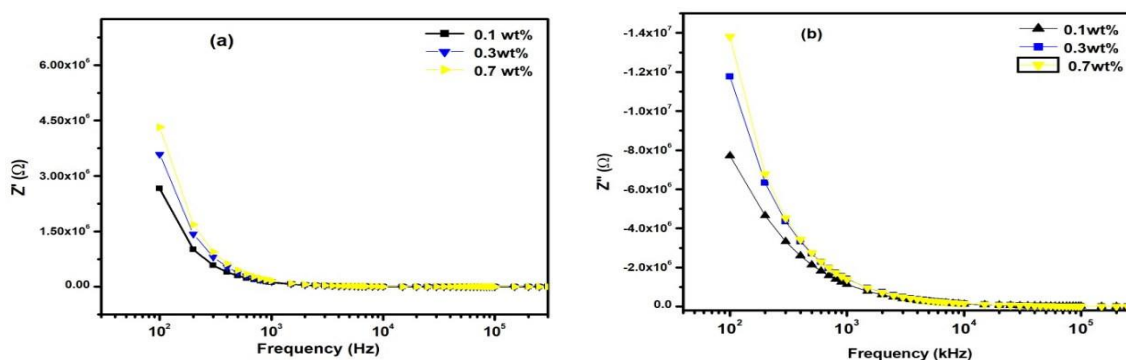 (a)
0.1 wt%
0.3wt%
0.7 wt%
6.00x10⁶
4.50x10⁶
3.00x10⁶
1.50x10⁶
0.00
Z' (Ω)
10² 10³ 10⁴ 10⁵
Frequency (Hz)
(b)
0.1wt%
0.3wt%
0.7wt%
-1.4x10⁷
-1.2x10⁷
-1.0x10⁷
-8.0x10⁶
-6.0x10⁶
-4.0x10⁶
-2.0x10⁶
0.0
Z'' (Ω)
10² 10³ 10⁴ 10⁵
Frequency (kHz)